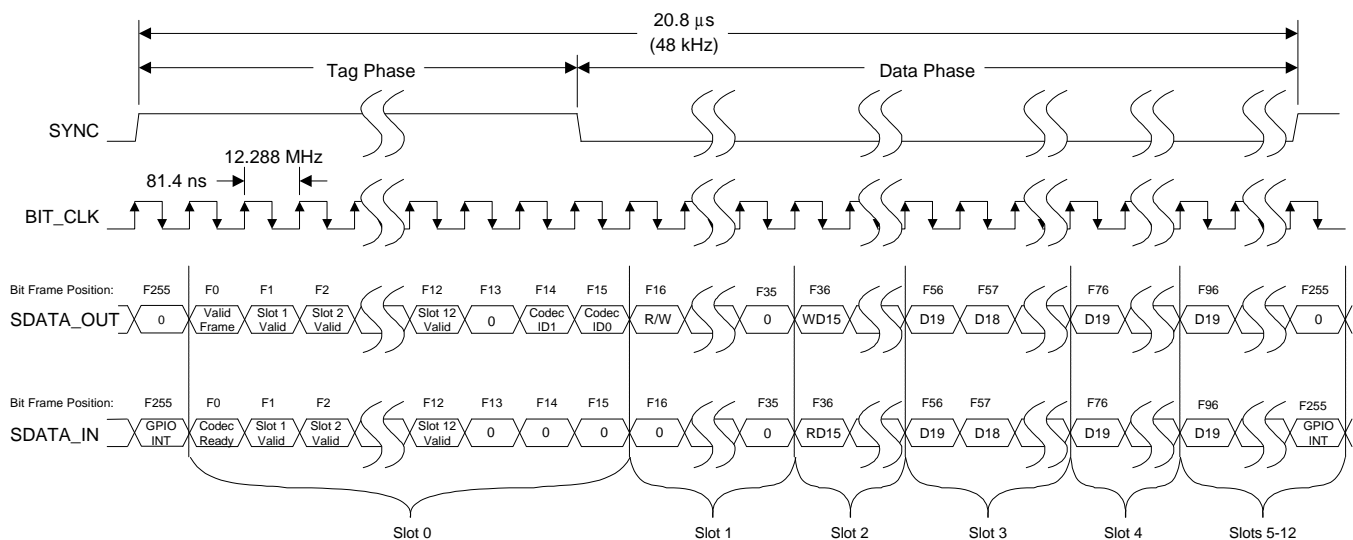 20.8 µs
(48 kHz)
Tag Phase
Data Phase
SYNC
12.288 MHz
81.4 ns
BIT_CLK
Bit Frame Position: F255 F0 F1 F2 F12 F13 F14 F15 F16 F35 F36 F56 F57 F76 F96 F255
SDATA_OUT 0 Valid Frame Slot 1 Valid Slot 2 Valid Slot 12 Valid 0 Codec ID1 Codec ID0 R/W 0 WD15 D19 D18 D19 D19 0
Bit Frame Position: F255 F0 F1 F2 F12 F13 F14 F15 F16 F35 F36 F56 F57 F76 F96 F255
SDATA_IN GPIO INT Codec Ready Slot 1 Valid Slot 2 Valid Slot 12 Valid 0 0 0 0 0 RD15 D19 D18 D19 D19 GPIO INT
Slot 0 Slot 1 Slot 2 Slot 3 Slot 4 Slots 5-12